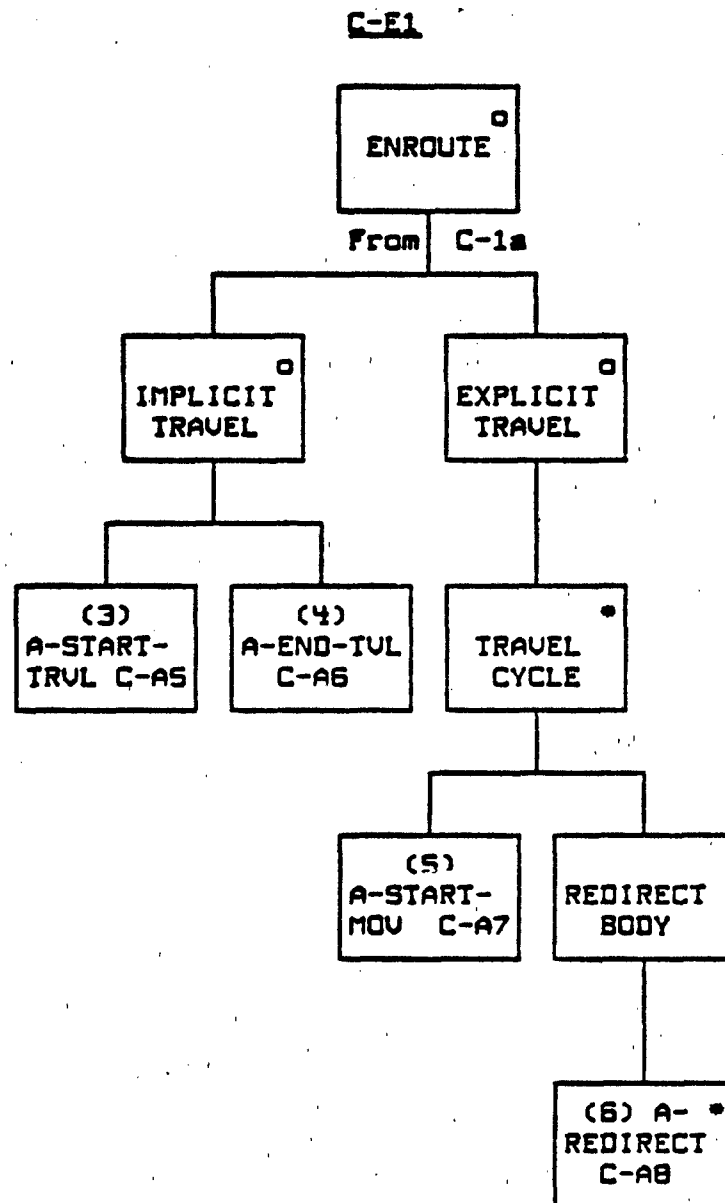 C-E1
o
ENROUTE
From C-1a
o
IMPLICIT
TRAVEL
o
EXPLICIT
TRAVEL
(3)
A-START-
TRVL C-A5
(4)
A-END-TVL
C-A6
*
TRAVEL
CYCLE
(5)
A-START-
MOV C-A7
REDIRECT
BODY
(6) A- *
REDIRECT
C-A8